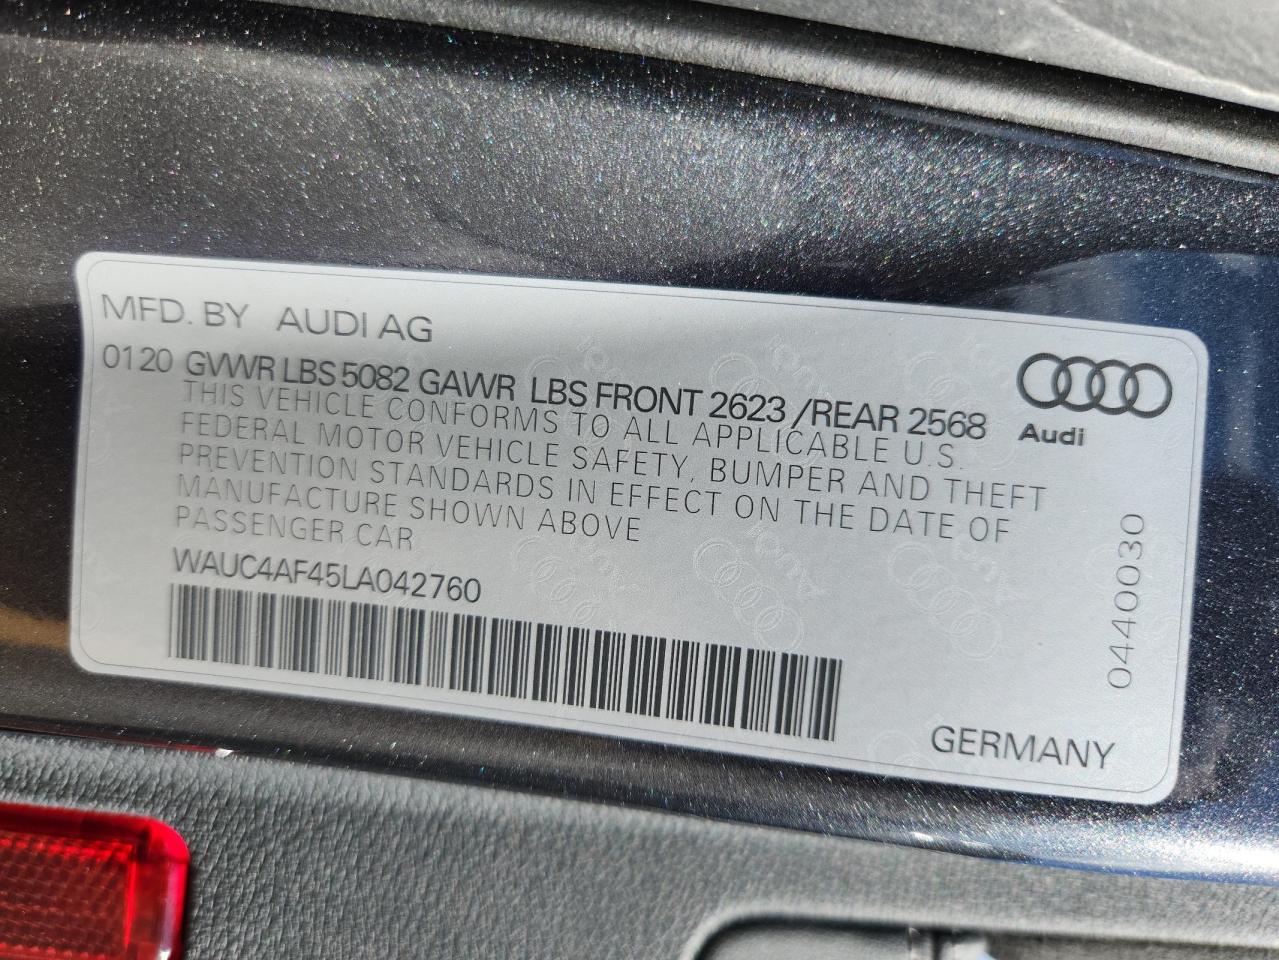 MFD. BY AUDI AG
0120 GVWR LBS 5082 GAWR LBS FRONT 2623 /REAR 2568
THIS VEHICLE CONFORMS TO ALL APPLICABLE U.S.
FEDERAL MOTOR VEHICLE SAFETY, BUMPER AND THEFT
PREVENTION STANDARDS IN EFFECT ON THE DATE OF
MANUFACTURE SHOWN ABOVE
PASSENGER CAR
WAUC4AF45LA042760
Audi
0440030
GERMANY